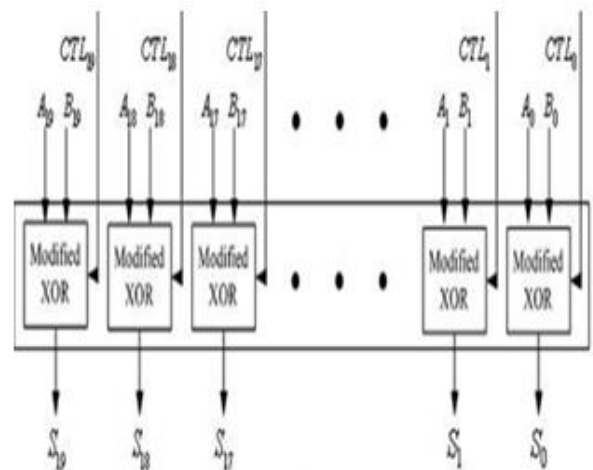 CTL19 CTL18 CTL17 CTL1 CTL0
A19 B19 A18 B18 A17 B17 A1 B1 A0 B0
Modified XOR
Modified XOR
Modified XOR
Modified XOR
Modified XOR
S19 S18 S17 S1 S0